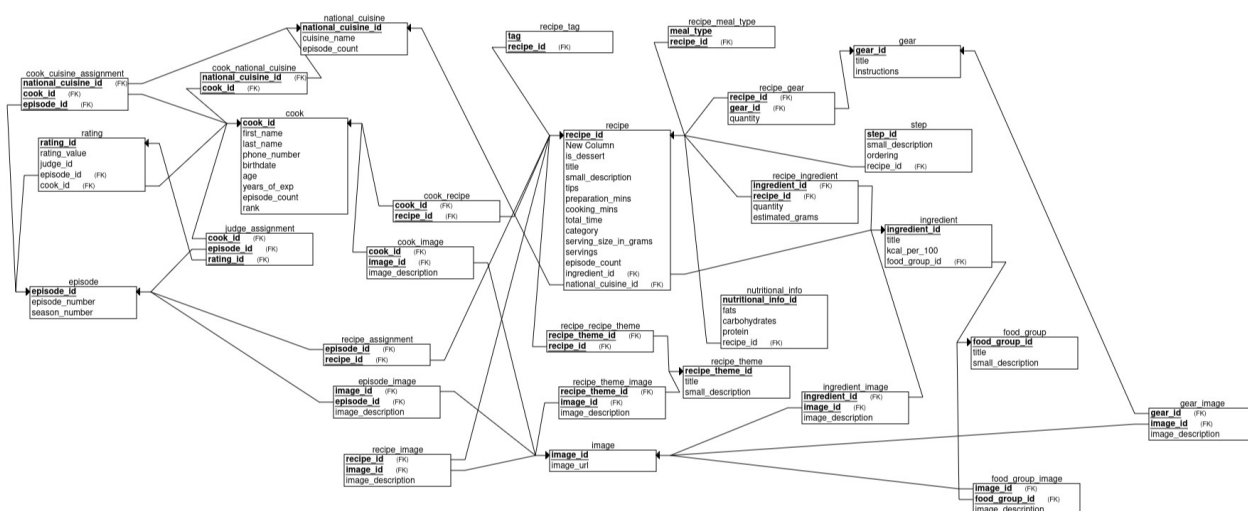 national_cuisine
national_cuisine_id
cuisine_name
episode_count
recipe_tag
tag
recipe_id (FK)
recipe_meal_type
meal_type
recipe_id (FK)
gear
gear_id
title
instructions
cook_cuisine_assignment
national_cuisine_id (FK)
cook_id (FK)
episode_id (FK)
cook_national_cuisine
national_cuisine_id (FK)
cook_id (FK)
recipe_gear
recipe_id (FK)
gear_id (FK)
quantity
rating
rating_id
rating_value
judge_id
episode_id (FK)
cook_id (FK)
cook
cook_id
first_name
last_name
phone_number
birthdate
age
years_of_exp
episode_count
rank
recipe
recipe_id
New Column
is_dessert
title
small_description
tips
preparation_mins
cooking_mins
total_time
category
serving_size_in_grams
servings
episode_count
ingredient_id (FK)
national_cuisine_id (FK)
step
step_id
small_description
ordering
recipe_id (FK)
recipe_ingredient
ingredient_id (FK)
recipe_id (FK)
quantity
estimated_grams
cook_recipe
cook_id (FK)
recipe_id (FK)
ingredient
ingredient_id
title
kcal_per_100
food_group_id (FK)
judge_assignment
cook_id (FK)
episode_id (FK)
rating_id (FK)
cook_image
cook_id (FK)
image_id (FK)
image_description
episode
episode_id
episode_number
season_number
nutritional_info
nutritional_info_id
fats
carbohydrates
protein
recipe_id (FK)
recipe_recipe_theme
recipe_theme_id (FK)
recipe_id (FK)
food_group
food_group_id
title
small_description
recipe_assignment
episode_id (FK)
recipe_id (FK)
recipe_theme
recipe_theme_id
title
small_description
episode_image
image_id (FK)
episode_id (FK)
image_description
recipe_theme_image
recipe_theme_id (FK)
image_id (FK)
image_description
ingredient_image
ingredient_id (FK)
image_id (FK)
image_description
gear_image
gear_id (FK)
image_id (FK)
image_description
recipe_image
recipe_id (FK)
image_id (FK)
image_description
image
image_id
image_url
food_group_image
image_id (FK)
food_group_id (FK)
image_description